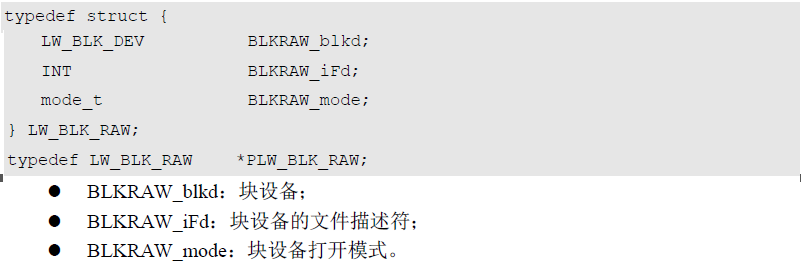 typedef struct {
LW_BLK_DEV BLKRAW_blkd;
INT BLKRAW_iFd;
mode_t BLKRAW_mode;
} LW_BLK_RAW;
typedef LW_BLK_RAW *PLW_BLK_RAW;
● BLKRAW_blkd：块设备；
● BLKRAW_iFd：块设备的文件描述符；
● BLKRAW_mode：块设备打开模式。